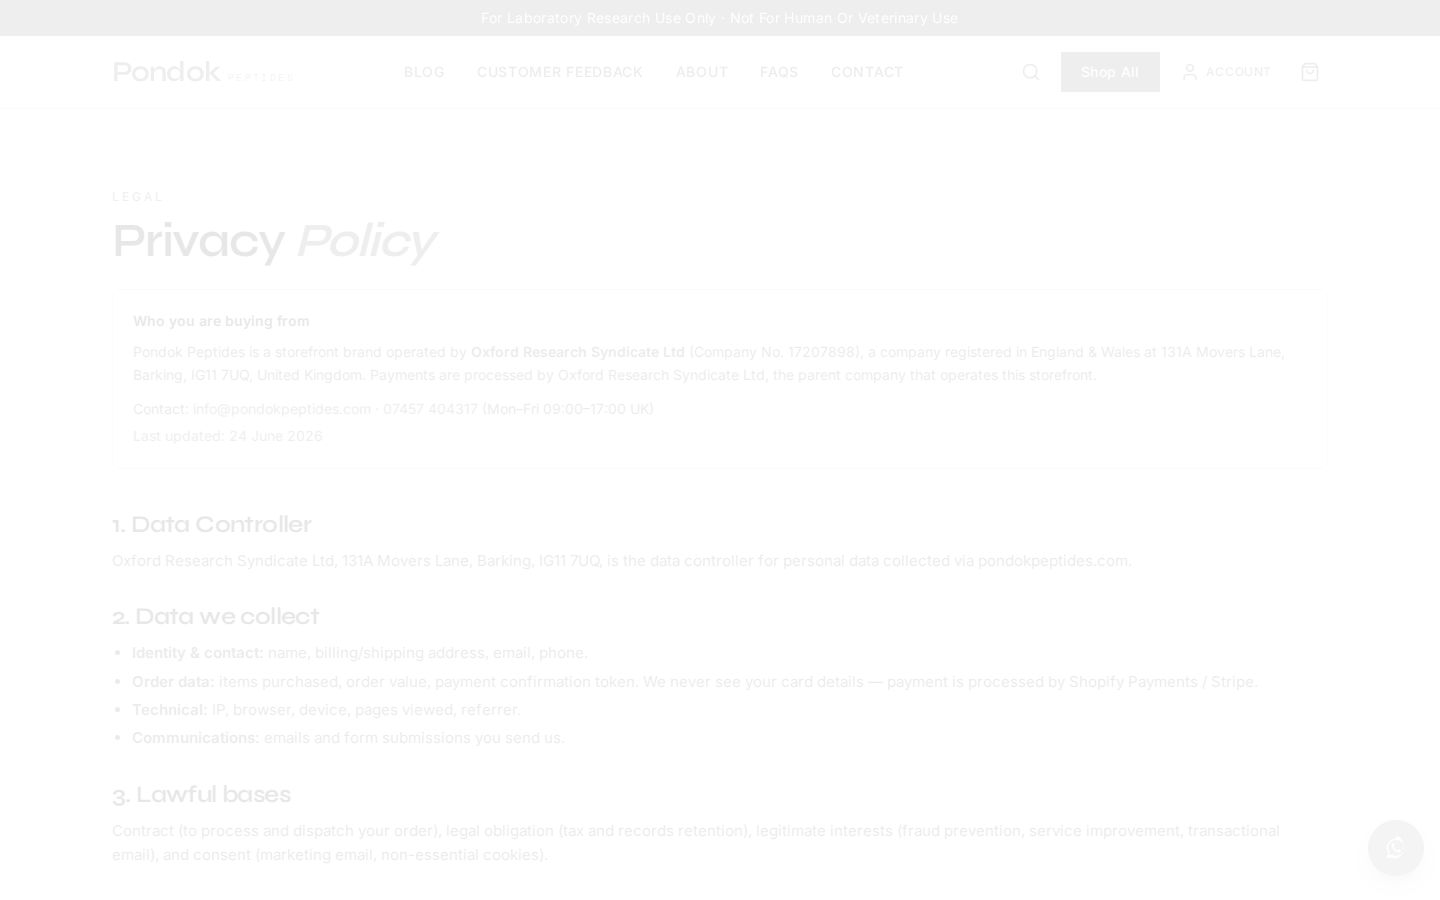 For Laboratory Research Use Only · Not For Human Or Veterinary Use
Pondok PEPTIDES
BLOG CUSTOMER FEEDBACK ABOUT FAQS CONTACT Shop All ACCOUNT
LEGAL
Privacy Policy
Who you are buying from
Pondok Peptides is a storefront brand operated by Oxford Research Syndicate Ltd (Company No. 17207898), a company registered in England & Wales at 131A Movers Lane,
Barking, IG11 7UQ, United Kingdom. Payments are processed by Oxford Research Syndicate Ltd, the parent company that operates this storefront.
Contact: info@pondokpeptides.com · 07457 404317 (Mon–Fri 09:00–17:00 UK)
Last updated: 24 June 2026
1. Data Controller
Oxford Research Syndicate Ltd, 131A Movers Lane, Barking, IG11 7UQ, is the data controller for personal data collected via pondokpeptides.com.
2. Data we collect
• Identity & contact: name, billing/shipping address, email, phone.
• Order data: items purchased, order value, payment confirmation token. We never see your card details — payment is processed by Shopify Payments / Stripe.
• Technical: IP, browser, device, pages viewed, referrer.
• Communications: emails and form submissions you send us.
3. Lawful bases
Contract (to process and dispatch your order), legal obligation (tax and records retention), legitimate interests (fraud prevention, service improvement, transactional
email), and consent (marketing email, non-essential cookies).